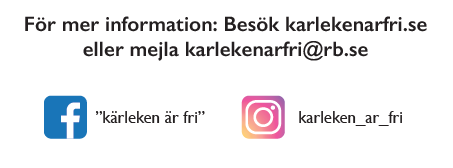 För mer information: Besök karlekenarfri.se
eller mejla karlekenarfri@rb.se
”kärleken är fri” karleken_ar_fri